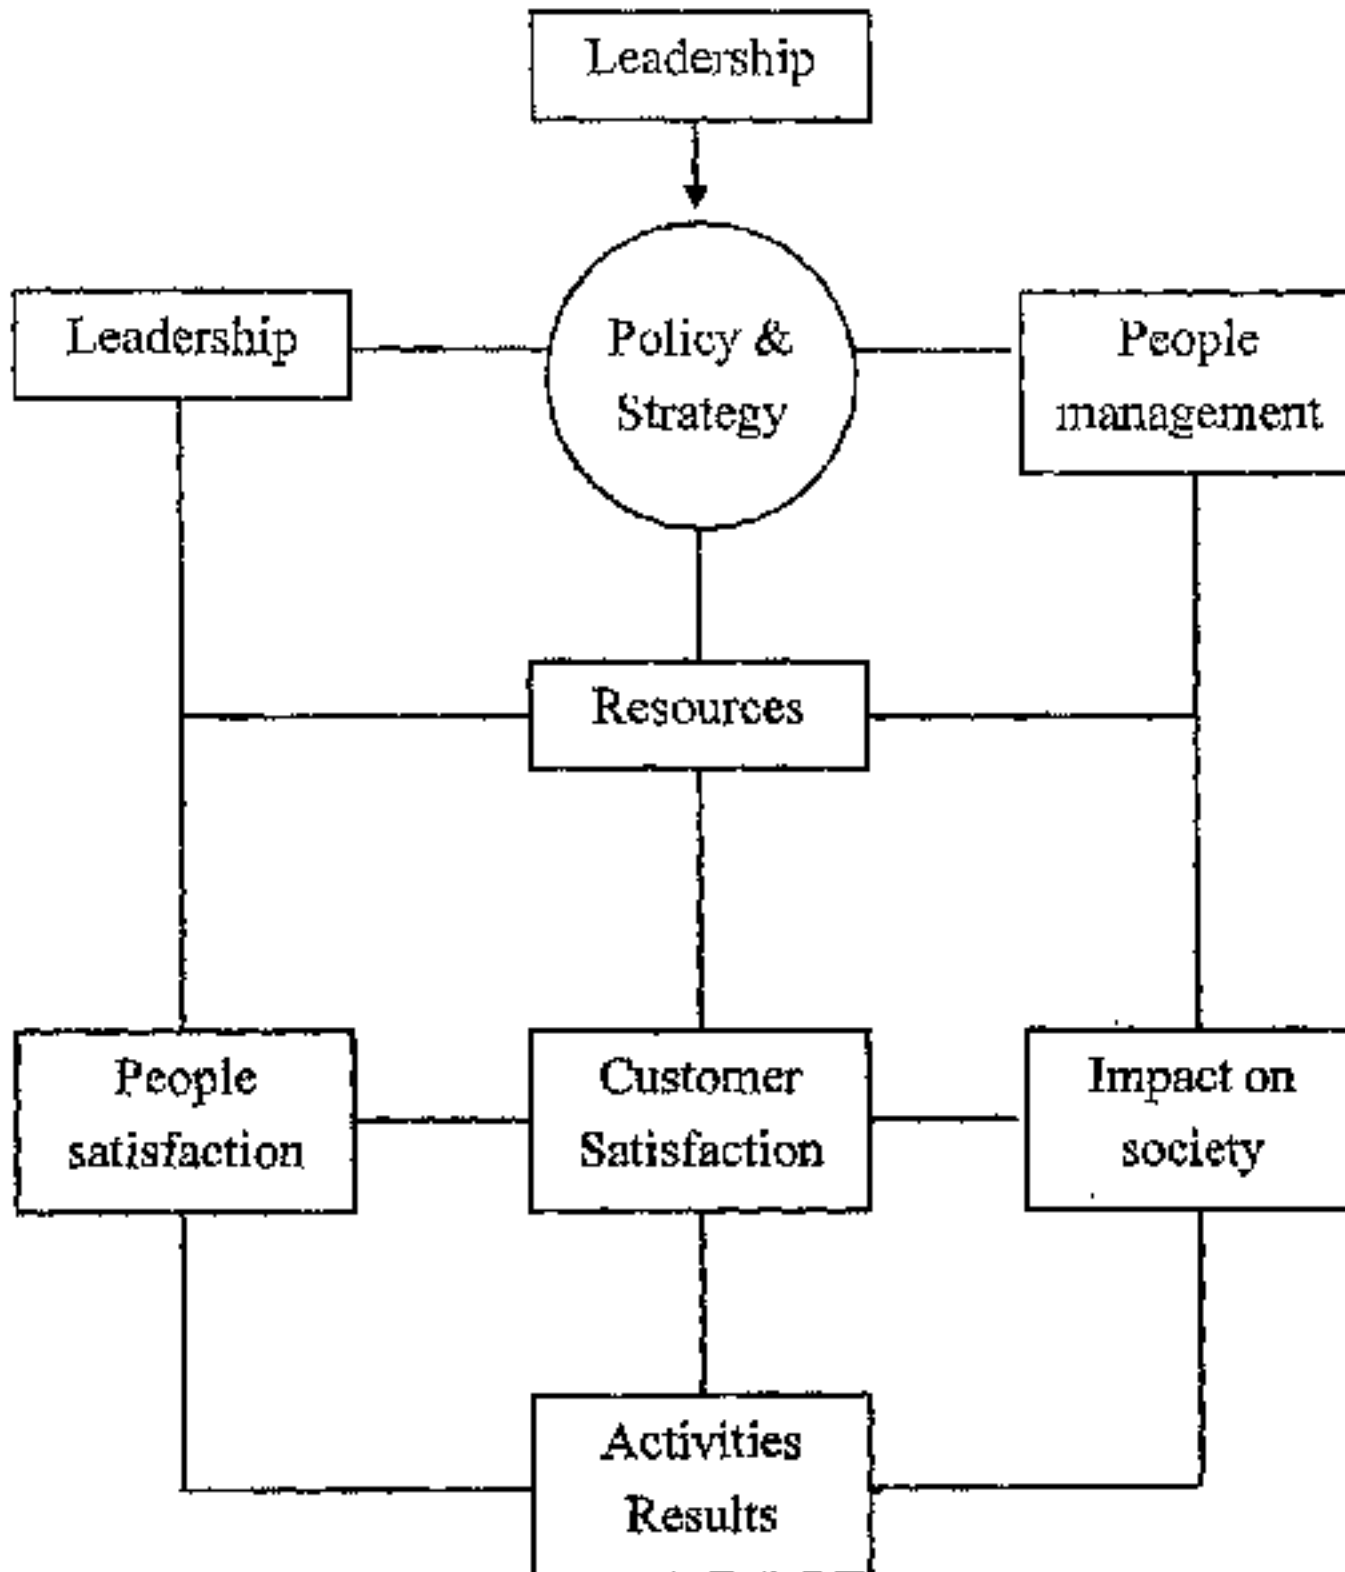 Leadership
Leadership
Policy &
Strategy
People
management
Resources
People
satisfaction
Customer
Satisfaction
Impact on
society
Activities
Results